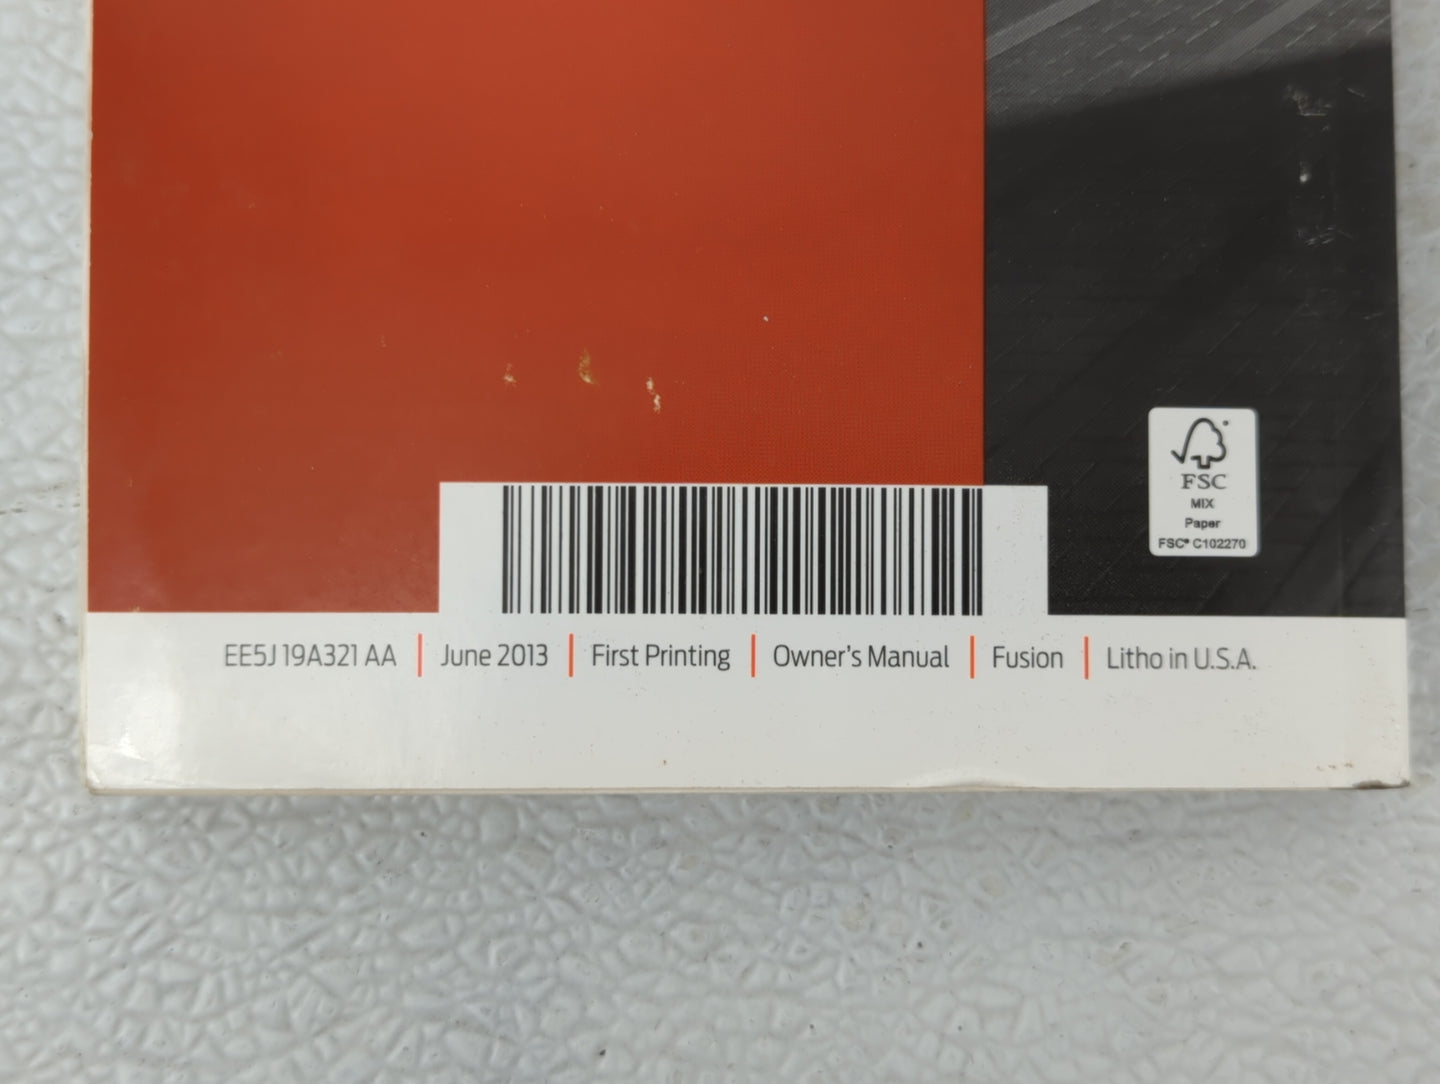 FSC
MIX
Paper
FSC® C102270
EE5J 19A321 AA | June 2013 | First Printing | Owner's Manual | Fusion | Litho in U.S.A.